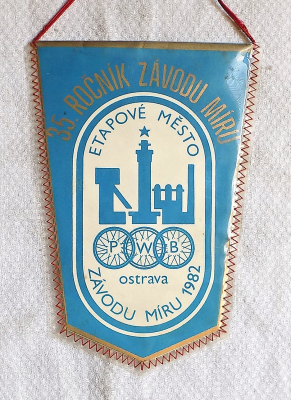 35. ROČNÍK ZÁVODU MÍRU
ETAPOVÉ MĚSTO
P W B
ostrava
ZÁVODU MÍRU 1982